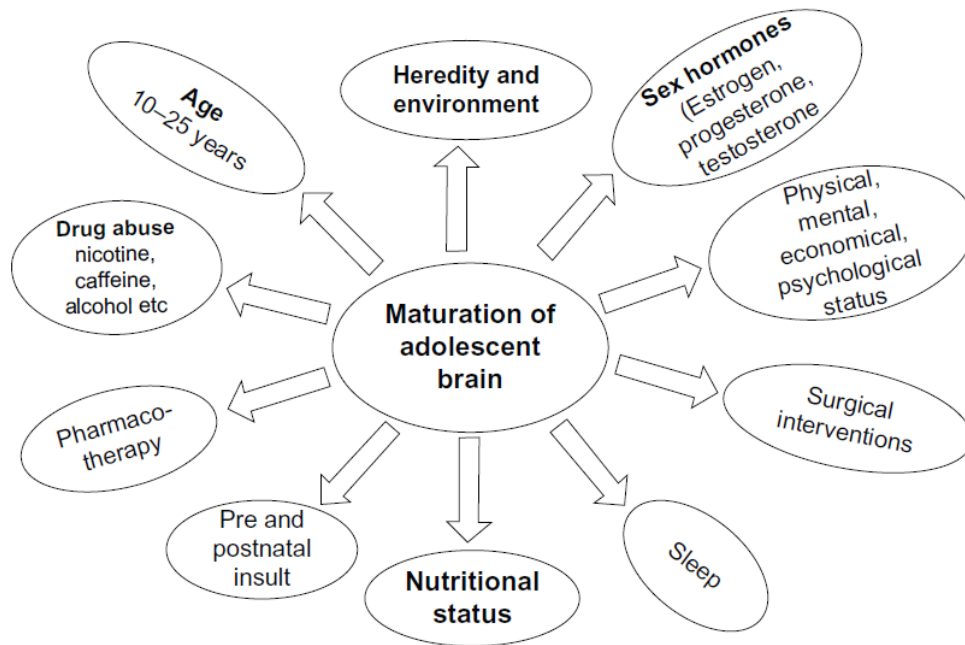 Heredity and
environment
Sex hormones
(Estrogen,
progesterone,
testosterone
Age
10–25 years
Physical,
mental,
economical,
psychological
status
Drug abuse
nicotine,
caffeine,
alcohol etc
Maturation of
adolescent
brain
Surgical
interventions
Pharmaco-
therapy
Pre and
postnatal
insult
Nutritional
status
Sleep